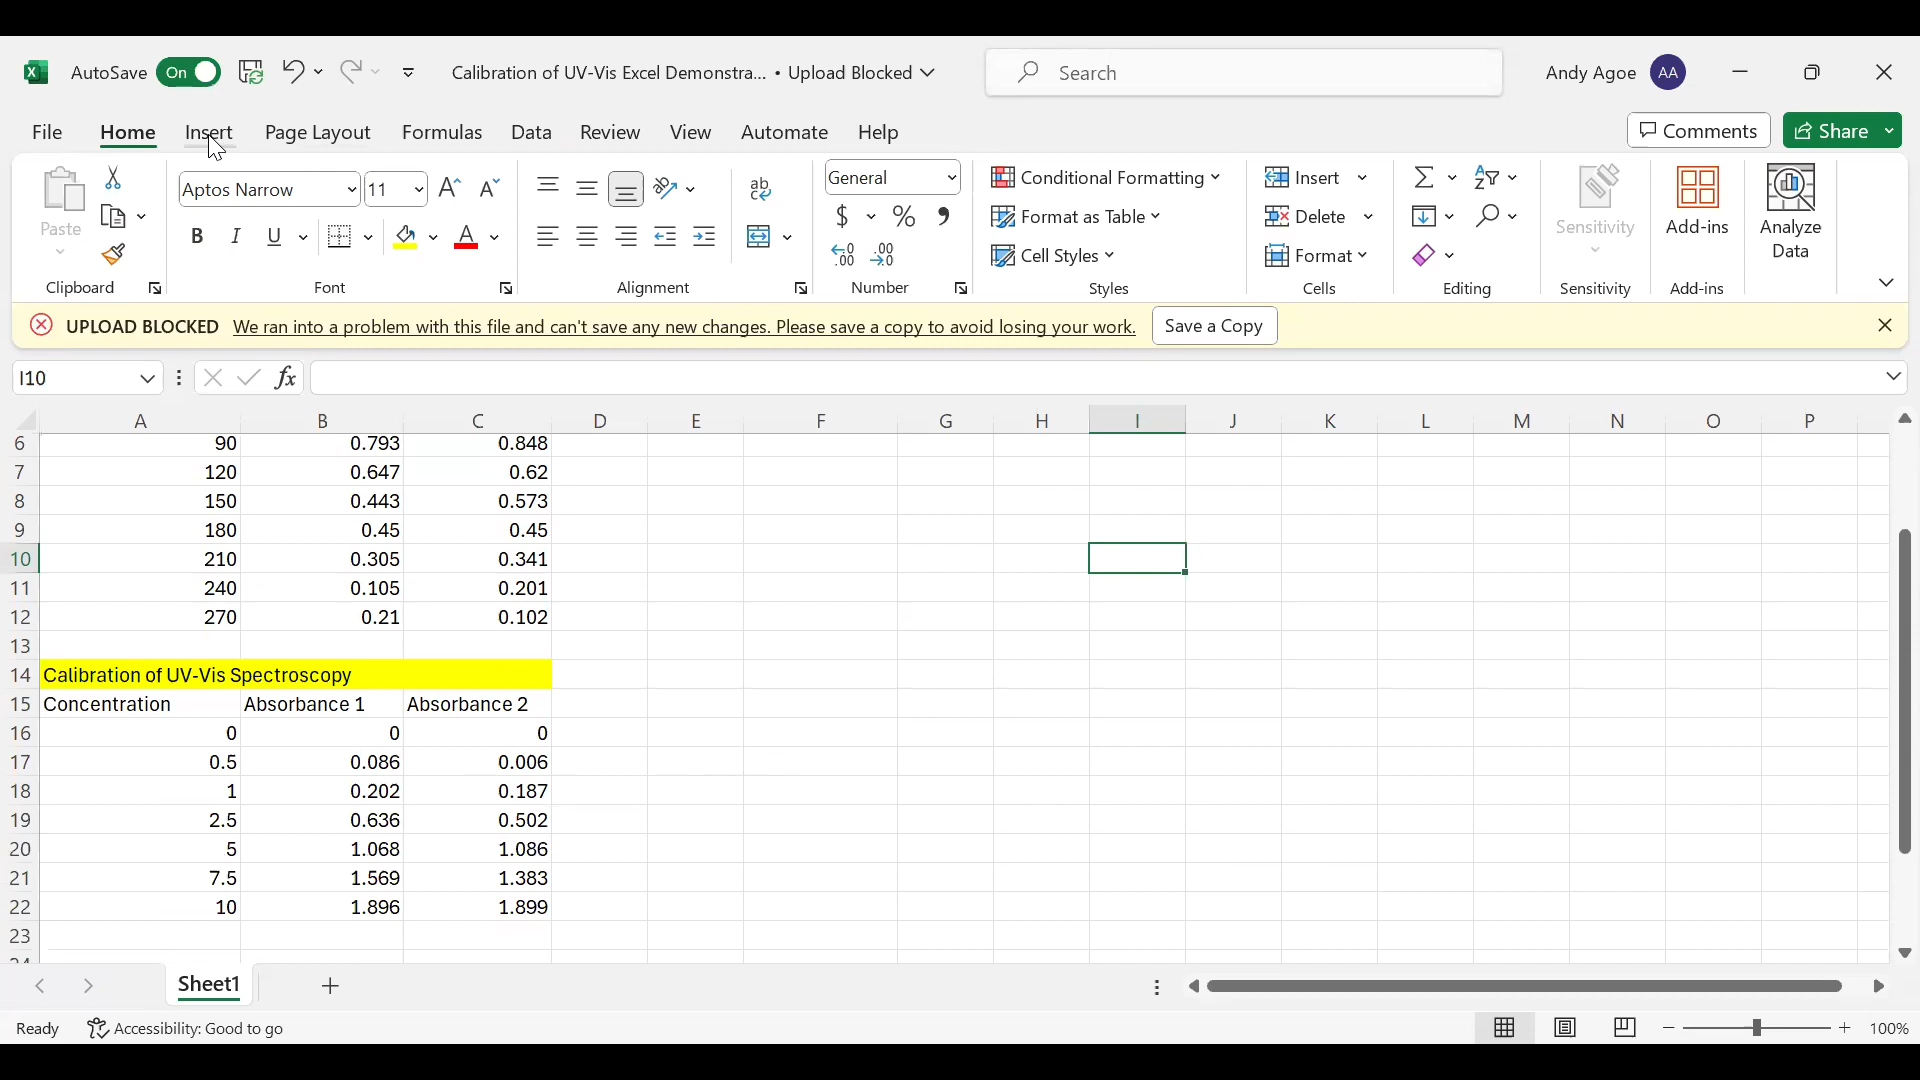 AutoSave On Calibration of UV-Vis Excel Demonstra... • Upload Blocked Search Andy Agoe AA
File Home Insert Page Layout Formulas Data Review View Automate Help Comments Share
Paste Aptos Narrow 11 General Conditional Formatting Insert Sensitivity Add-ins Analyze Data
B I U $ % Format as Table Delete
Cell Styles Format
Clipboard Font Alignment Number Styles Cells Editing Sensitivity Add-ins
UPLOAD BLOCKED We ran into a problem with this file and can't save any new changes. Please save a copy to avoid losing your work. Save a Copy
I10 fx
A B C D E F G H I J K L M N O P
6 90 0.793 0.848
7 120 0.647 0.62
8 150 0.443 0.573
9 180 0.45 0.45
10 210 0.305 0.341
11 240 0.105 0.201
12 270 0.21 0.102
13
14 Calibration of UV-Vis Spectroscopy
15 Concentration Absorbance 1 Absorbance 2
16 0 0 0
17 0.5 0.086 0.006
18 1 0.202 0.187
19 2.5 0.636 0.502
20 5 1.068 1.086
21 7.5 1.569 1.383
22 10 1.896 1.899
23
24
Sheet1
Ready Accessibility: Good to go 100%